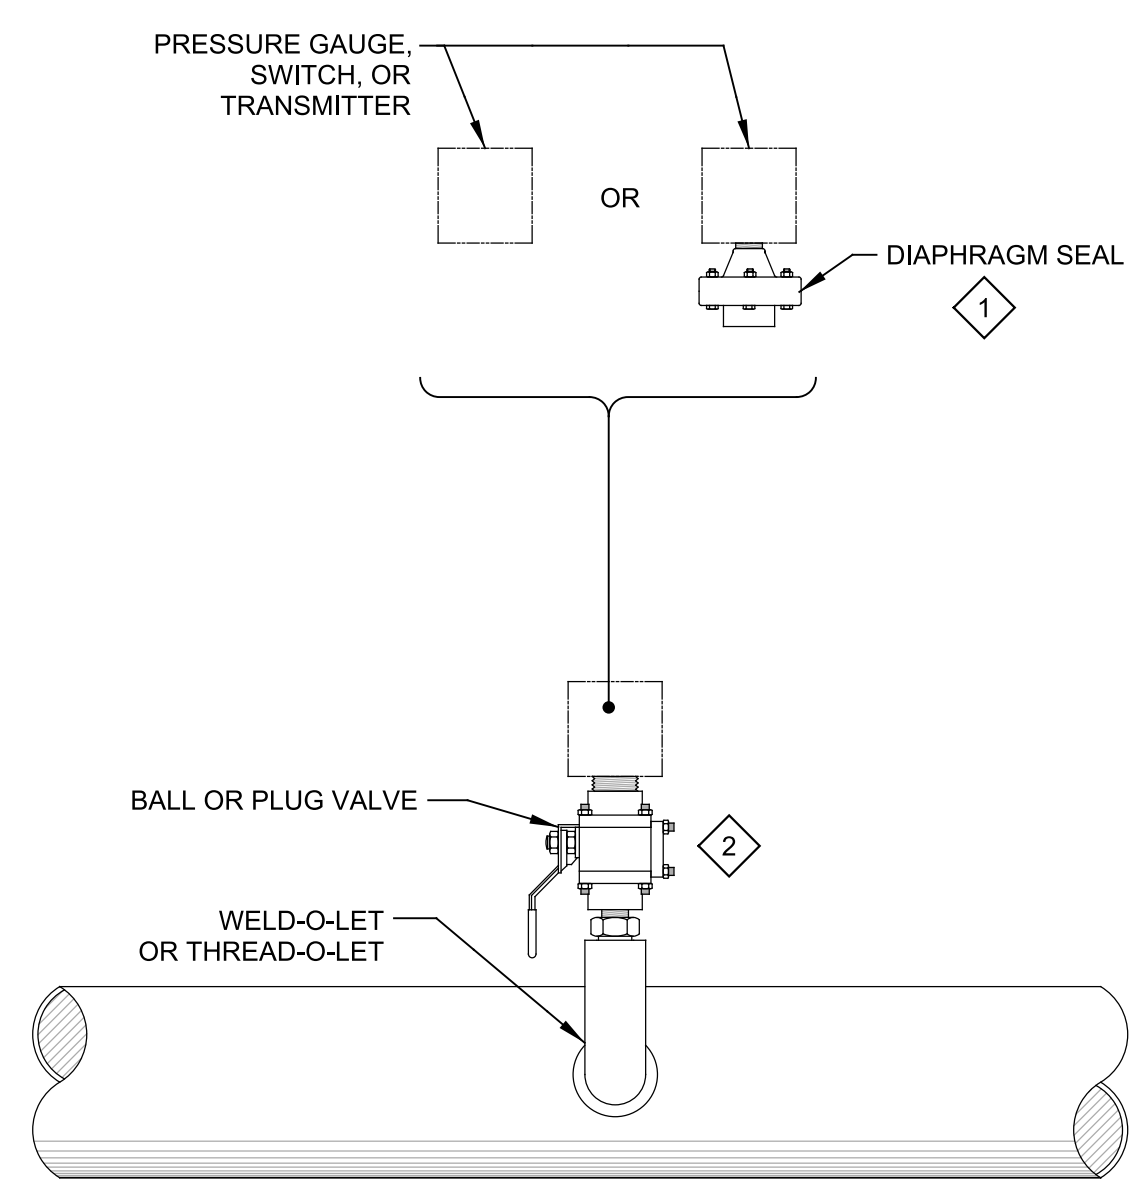 PRESSURE GAUGE,
SWITCH, OR
TRANSMITTER
OR
DIAPHRAGM SEAL
1
BALL OR PLUG VALVE
2
WELD-O-LET
OR THREAD-O-LET